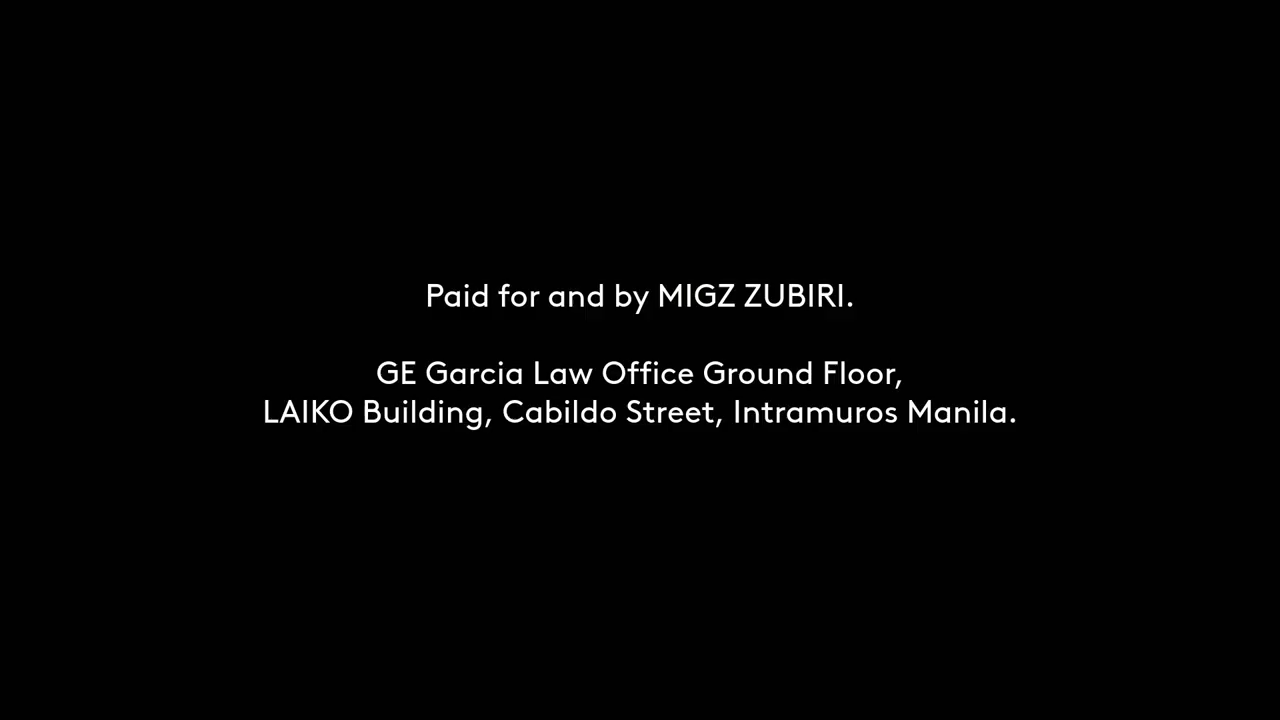 Paid for and by MIGZ ZUBIRI.
GE Garcia Law Office Ground Floor,
LAIKO Building, Cabildo Street, Intramuros Manila.